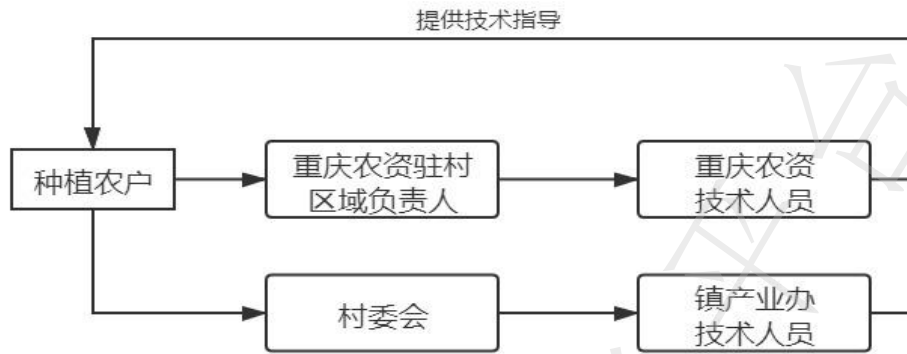 提供技术指导
种植农户
重庆农资驻村
区域负责人
重庆农资
技术人员
村委会
镇产业办
技术人员